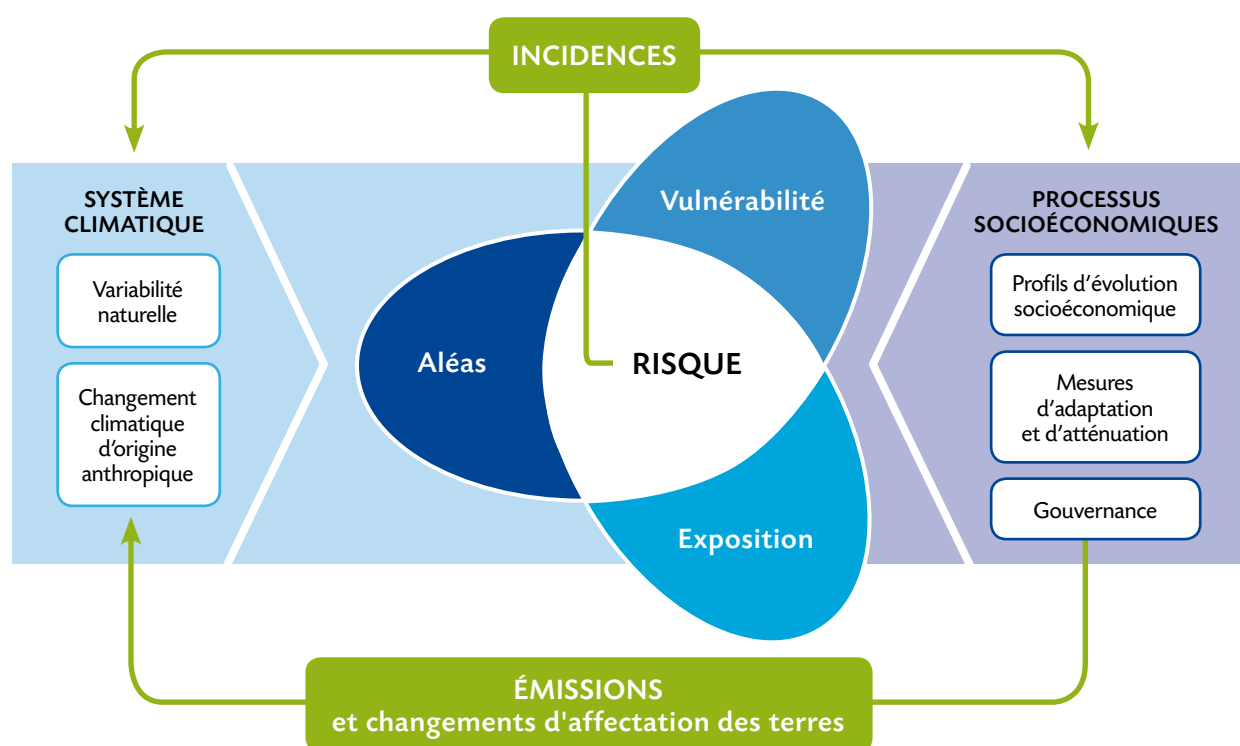 INCIDENCES
SYSTÈME
CLIMATIQUE
Variabilité
naturelle
Changement
climatique
d'origine
anthropique
Vulnérabilité
Aléas
RISQUE
Exposition
PROCESSUS
SOCIOÉCONOMIQUES
Profils d'évolution
socioéconomique
Mesures
d'adaptation
et d'atténuation
Gouvernance
ÉMISSIONS
et changements d'affectation des terres